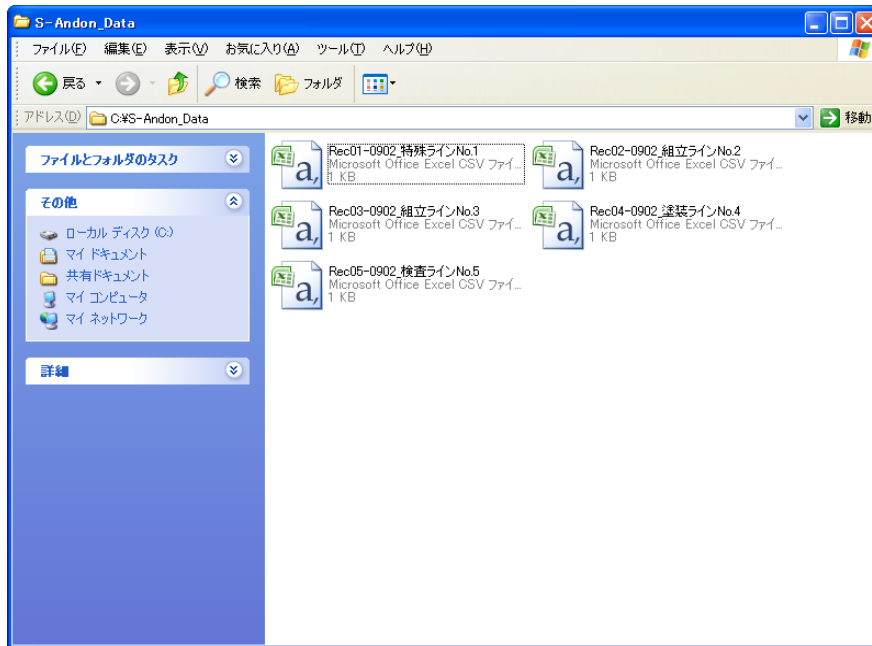 S-Andon_Data
ファイル(F) 編集(E) 表示(V) お気に入り(A) ツール(T) ヘルプ(H)
戻る 検索 フォルダ
アドレス(D) C:¥S-Andon_Data 移動
ファイルとフォルダのタスク
その他
ローカル ディスク (C:)
マイ ドキュメント
共有ドキュメント
マイ コンピュータ
マイ ネットワーク
詳細
Rec01-0902_特殊ラインNo.1
Microsoft Office Excel CSV ファイ...
1 KB
Rec02-0902_組立ラインNo.2
Microsoft Office Excel CSV ファイ...
1 KB
Rec03-0902_組立ラインNo.3
Microsoft Office Excel CSV ファイ...
1 KB
Rec04-0902_塗装ラインNo.4
Microsoft Office Excel CSV ファイ...
1 KB
Rec05-0902_検査ラインNo.5
Microsoft Office Excel CSV ファイ...
1 KB